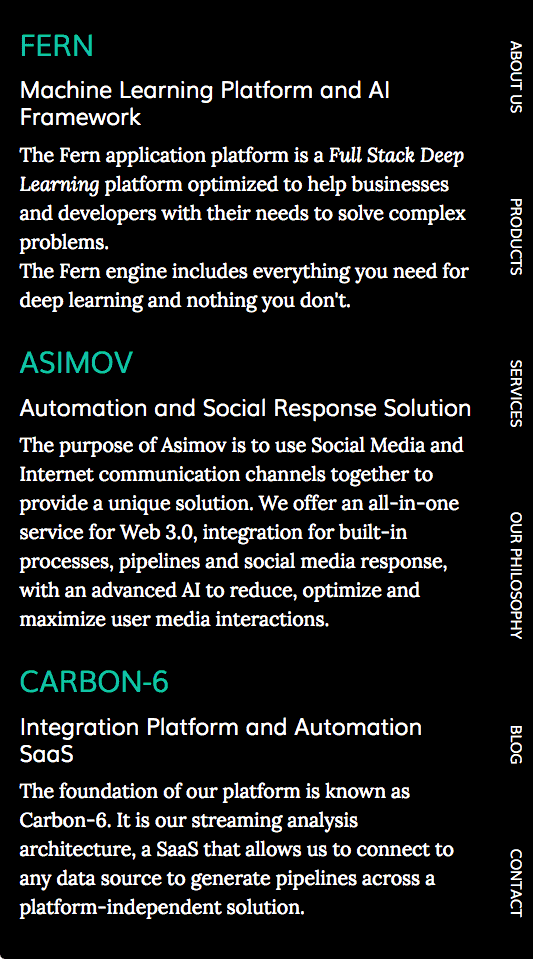 FERN
Machine Learning Platform and AI
Framework
The Fern application platform is a Full Stack Deep
Learning platform optimized to help businesses
and developers with their needs to solve complex
problems.
The Fern engine includes everything you need for
deep learning and nothing you don't.
ASIMOV
Automation and Social Response Solution
The purpose of Asimov is to use Social Media and
Internet communication channels together to
provide a unique solution. We offer an all-in-one
service for Web 3.0, integration for built-in
processes, pipelines and social media response,
with an advanced AI to reduce, optimize and
maximize user media interactions.
CARBON-6
Integration Platform and Automation
SaaS
The foundation of our platform is known as
Carbon-6. It is our streaming analysis
architecture, a SaaS that allows us to connect to
any data source to generate pipelines across a
platform-independent solution.
ABOUT US
PRODUCTS
SERVICES
OUR PHILOSOPHY
BLOG
CONTACT